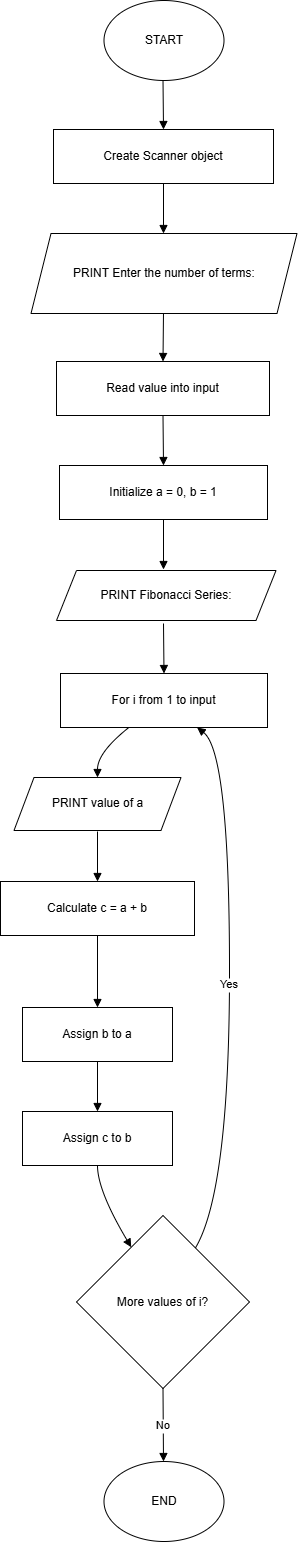 START
Create Scanner object
PRINT Enter the number of terms:
Read value into input
Initialize a = 0, b = 1
PRINT Fibonacci Series:
For i from 1 to input
PRINT value of a
Calculate c = a + b
Yes
Assign b to a
Assign c to b
More values of i?
No
END